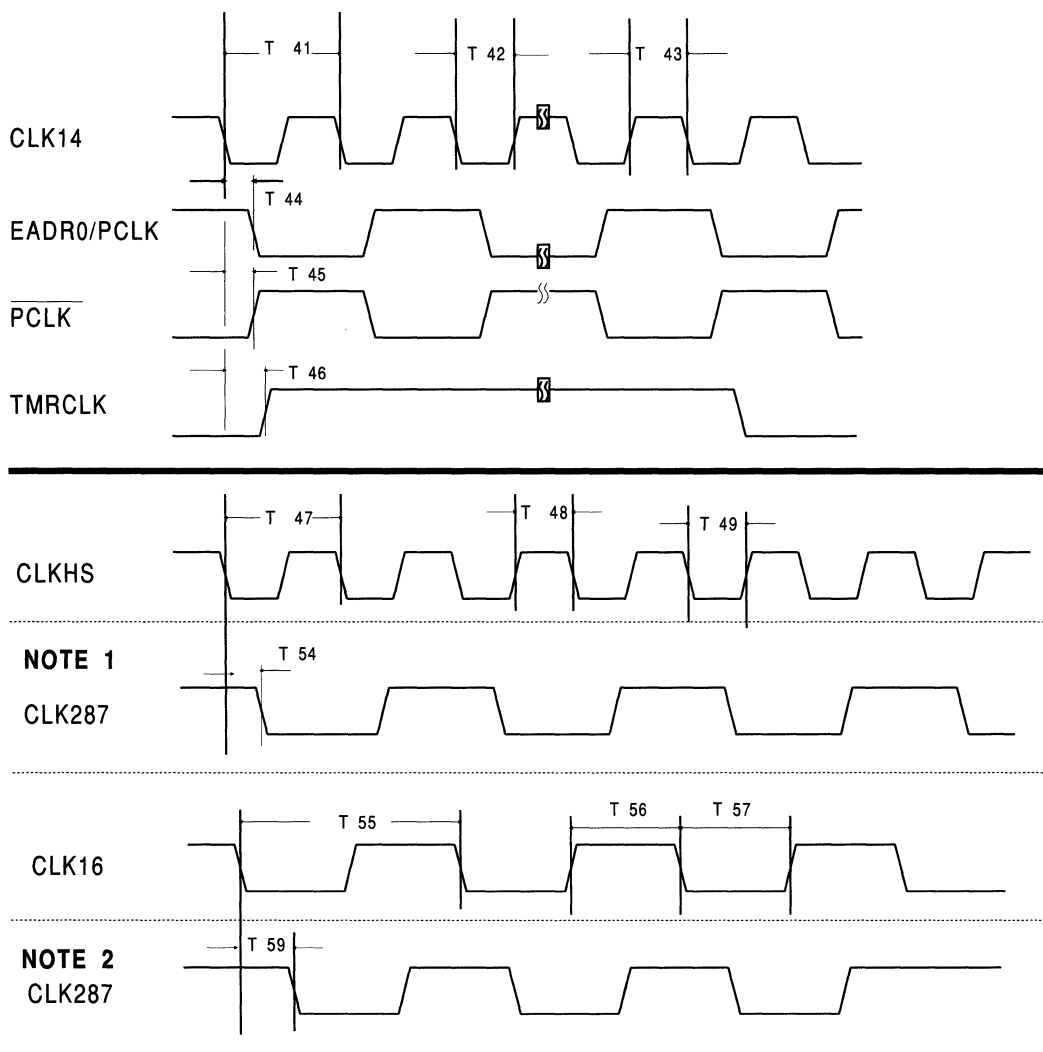 T 41
T 42
T 43
CLK14
T 44
EADR0/PCLK
T 45
PCLK
T 46
TMRCLK
T 47
T 48
T 49
CLKHS
NOTE 1
T 54
CLK287
T 55
T 56
T 57
CLK16
NOTE 2
T 59
CLK287